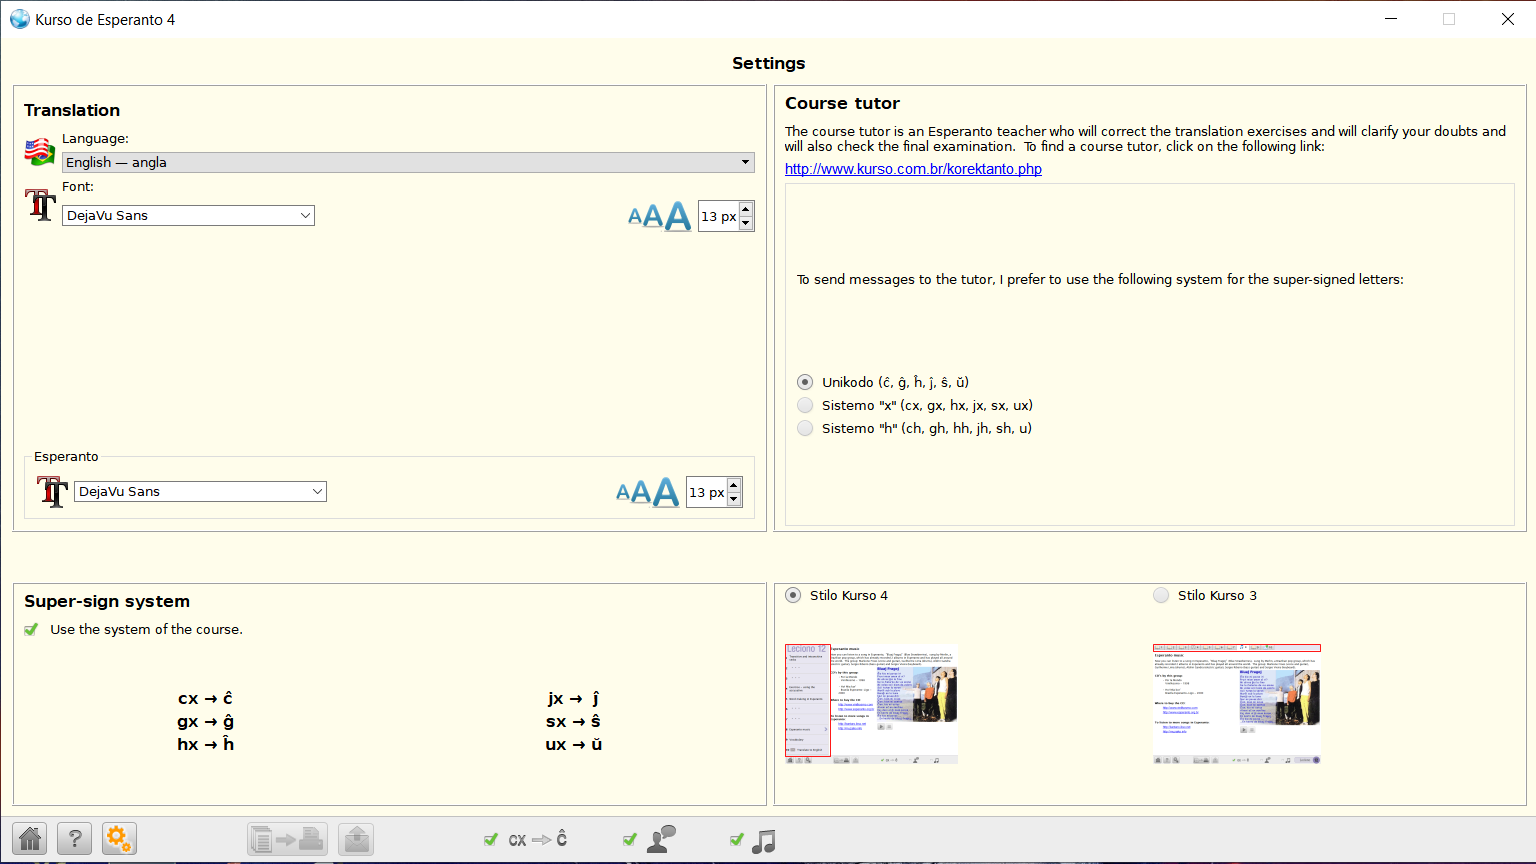 Kurso de Esperanto 4
Settings
Translation
Language:
English — angla
Font:
DejaVu Sans
AAA
13 px
Esperanto
DejaVu Sans
AAA
13 px
Course tutor
The course tutor is an Esperanto teacher who will correct the translation exercises and will clarify your doubts and
will also check the final examination.  To find a course tutor, click on the following link:
http://www.kurso.com.br/korektanto.php
To send messages to the tutor, I prefer to use the following system for the super-signed letters:
Unikodo (ĉ, ĝ, ĥ, ĵ, ŝ, ŭ)
Sistemo "x" (cx, gx, hx, jx, sx, ux)
Sistemo "h" (ch, gh, hh, jh, sh, u)
Super-sign system
Use the system of the course.
cx → ĉ
gx → ĝ
hx → ĥ
jx → ĵ
sx → ŝ
ux → ŭ
Stilo Kurso 4
Leciono 12
Esperanto music
Stilo Kurso 3
Esperanto music
? cx Ĉ